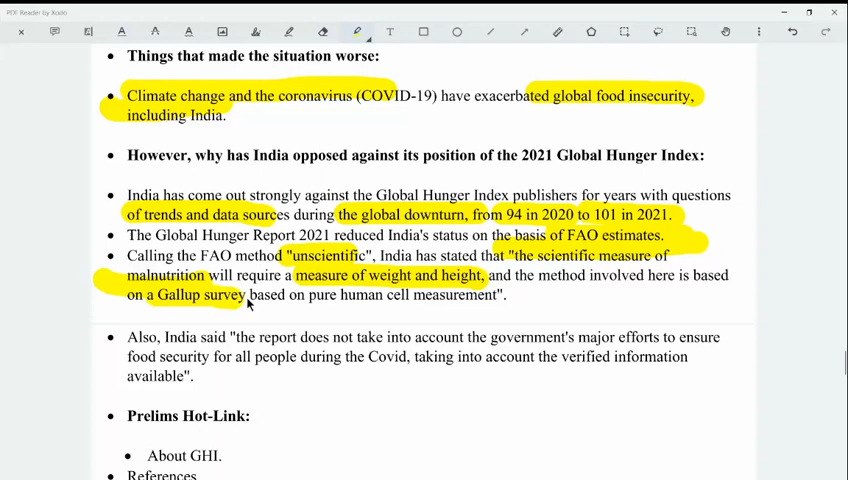 PDF Reader by Xodo
Things that made the situation worse:
Climate change and the coronavirus (COVID-19) have exacerbated global food insecurity,
including India.
However, why has India opposed against its position of the 2021 Global Hunger Index:
India has come out strongly against the Global Hunger Index publishers for years with questions
of trends and data sources during the global downturn, from 94 in 2020 to 101 in 2021.
The Global Hunger Report 2021 reduced India's status on the basis of FAO estimates.
Calling the FAO method "unscientific", India has stated that "the scientific measure of
malnutrition will require a measure of weight and height, and the method involved here is based
on a Gallup survey based on pure human cell measurement".
Also, India said "the report does not take into account the government's major efforts to ensure
food security for all people during the Covid, taking into account the verified information
available".
Prelims Hot-Link:
About GHI.
References